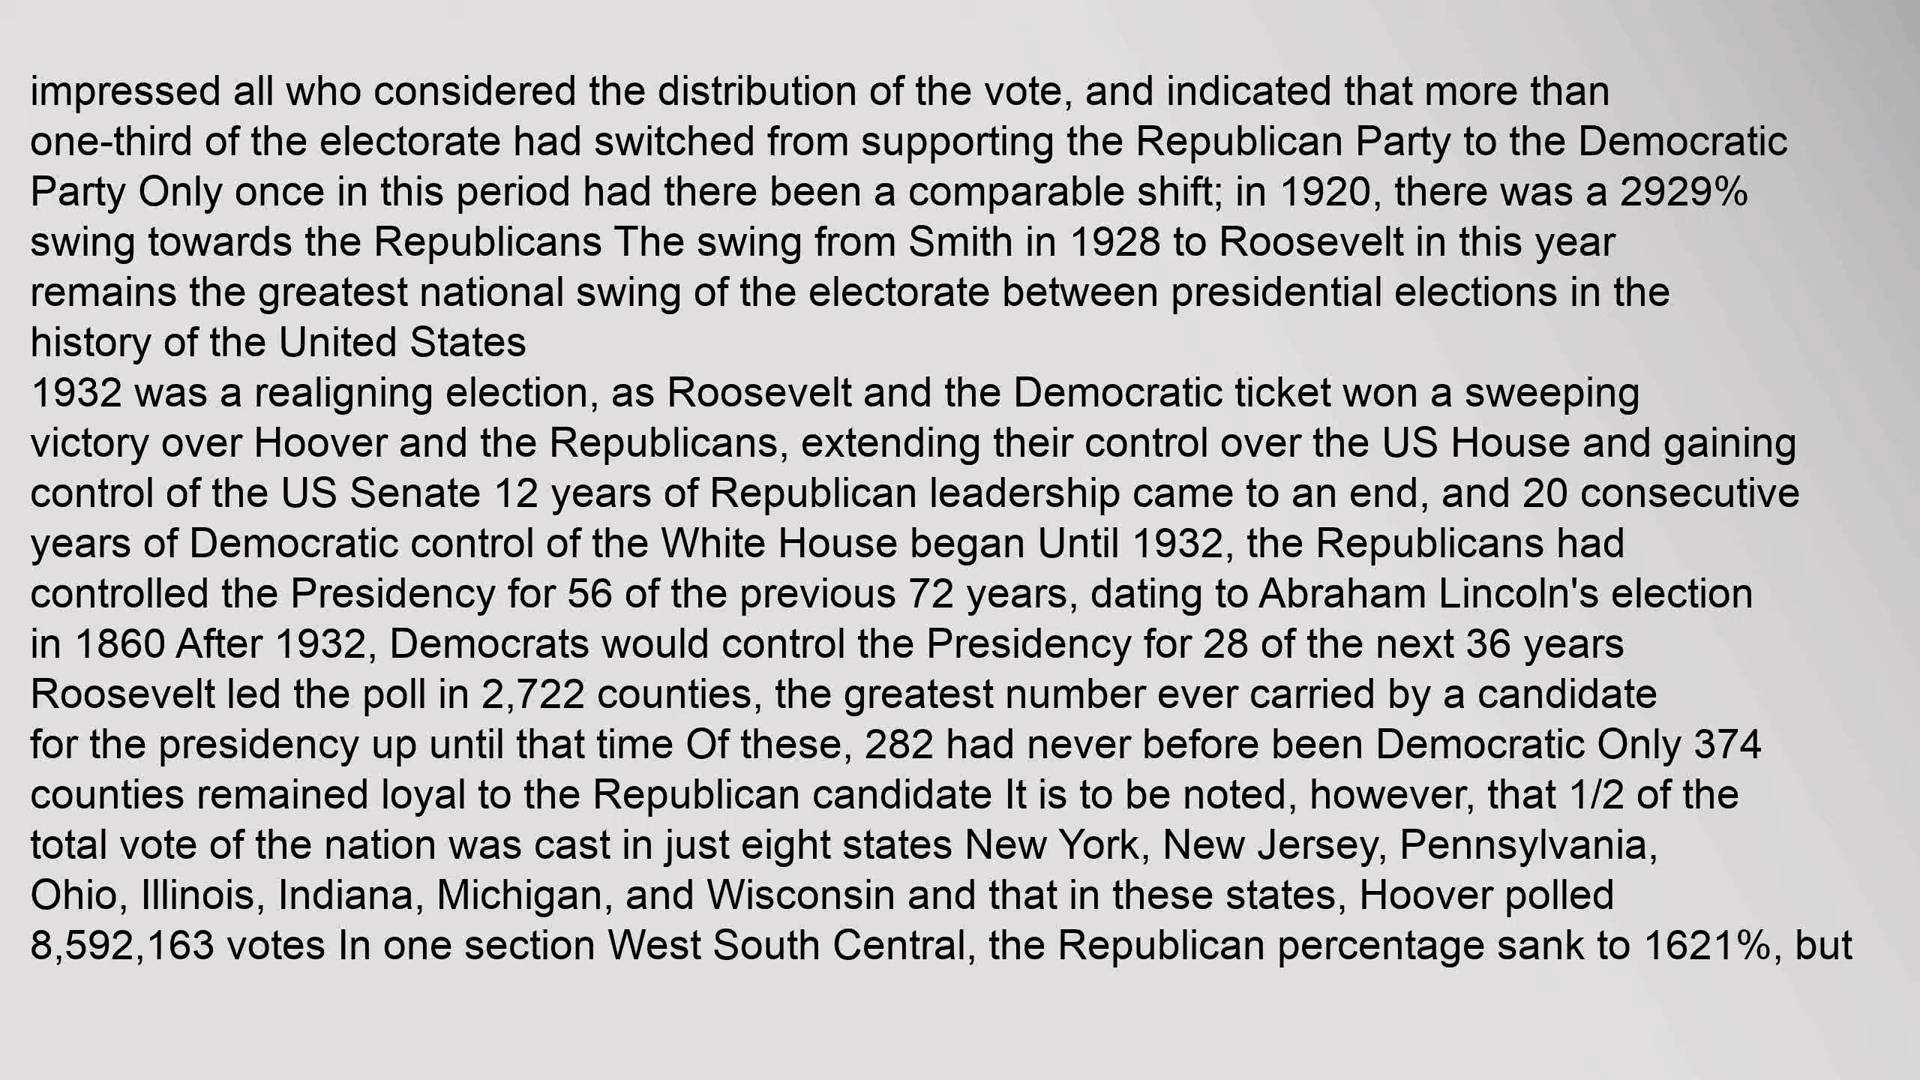 impressed all who considered the distribution of the vote, and indicated that more than
one-third of the electorate had switched from supporting the Republican Party to the Democratic
Party Only once in this period had there been a comparable shift; in 1920, there was a 2929%
swing towards the Republicans The swing from Smith in 1928 to Roosevelt in this year
remains the greatest national swing of the electorate between presidential elections in the
history of the United States
1932 was a realigning election, as Roosevelt and the Democratic ticket won a sweeping
victory over Hoover and the Republicans, extending their control over the US House and gaining
control of the US Senate 12 years of Republican leadership came to an end, and 20 consecutive
years of Democratic control of the White House began Until 1932, the Republicans had
controlled the Presidency for 56 of the previous 72 years, dating to Abraham Lincoln's election
in 1860 After 1932, Democrats would control the Presidency for 28 of the next 36 years
Roosevelt led the poll in 2,722 counties, the greatest number ever carried by a candidate
for the presidency up until that time Of these, 282 had never before been Democratic Only 374
counties remained loyal to the Republican candidate It is to be noted, however, that 1/2 of the
total vote of the nation was cast in just eight states New York, New Jersey, Pennsylvania,
Ohio, Illinois, Indiana, Michigan, and Wisconsin and that in these states, Hoover polled
8,592,163 votes In one section West South Central, the Republican percentage sank to 1621%, but